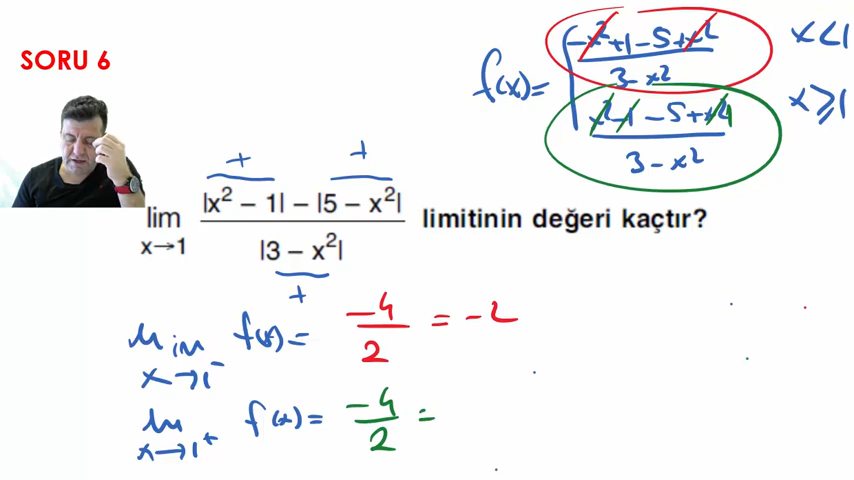 SORU 6
f(x) = { -x²+1-5+x² / 3-x² x<1
x²-1-5+x² 4 / 3-x² x≥1
+ +
lim x→1 |x² − 1| − |5 − x²| / |3 − x²| limitinin değeri kaçtır?
+
lim x→1⁻ f(x) = -4/2 = -2
lim x→1⁺ f(x) = -4/2 =